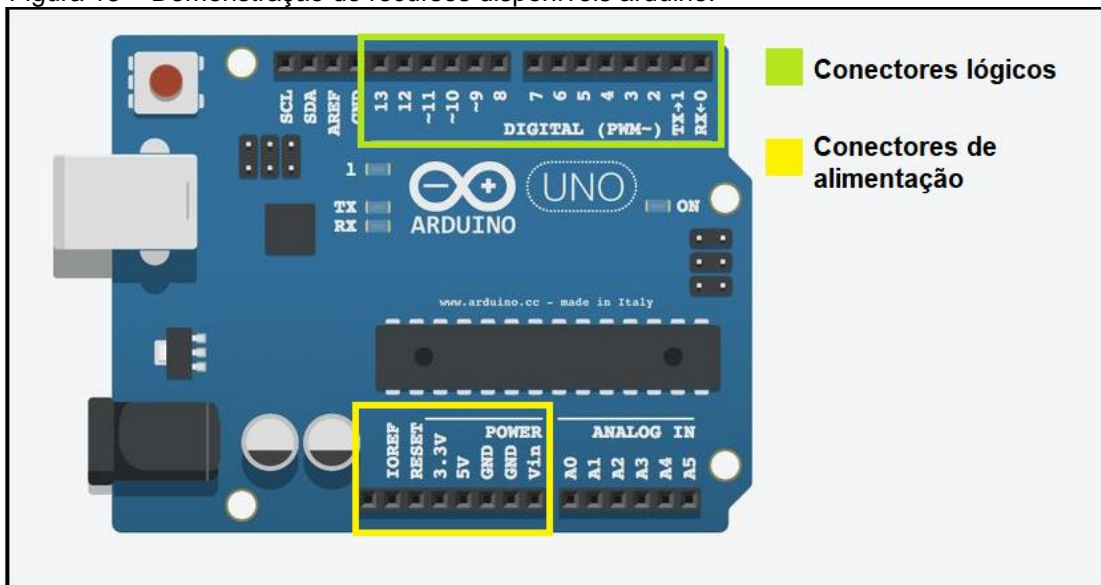 Figura 18 – Demonstração de recursos disponíveis arduino.
Conectores lógicos
Conectores de
alimentação
SCL
SDA
AREF
GND
13
12
~11
~10
~9
8
7
6
5
4
3
2
TX→1
RX←0
DIGITAL (PWM~)
1
TX
RX
UNO
ON
ARDUINO
www.arduino.cc - made in Italy
POWER
ANALOG IN
IOREF
RESET
3.3V
5V
GND
GND
Vin
A0
A1
A2
A3
A4
A5